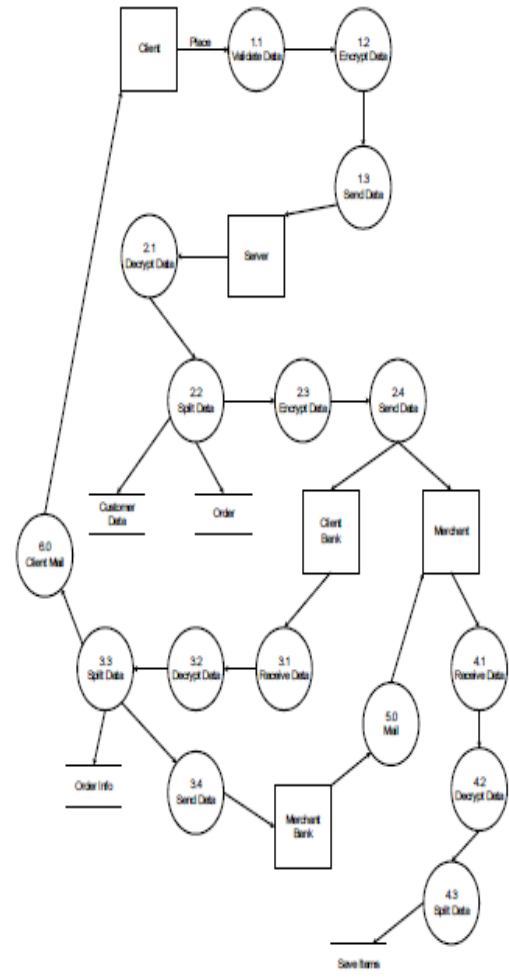 Client
Place
1.1
Validate Data
1.2
Encrypt Data
1.3
Send Data
2.1
Decrypt Data
Server
2.2
Split Data
2.3
Encrypt Data
2.4
Send Data
Customer
Data
Order
Client
Bank
Merchant
6.0
Client Mail
3.3
Split Data
3.2
Decrypt Data
3.1
Receive Data
4.1
Receive Data
5.0
Mail
Order Info
3.4
Send Data
Merchant
Bank
4.2
Decrypt Data
4.3
Split Data
Save Items